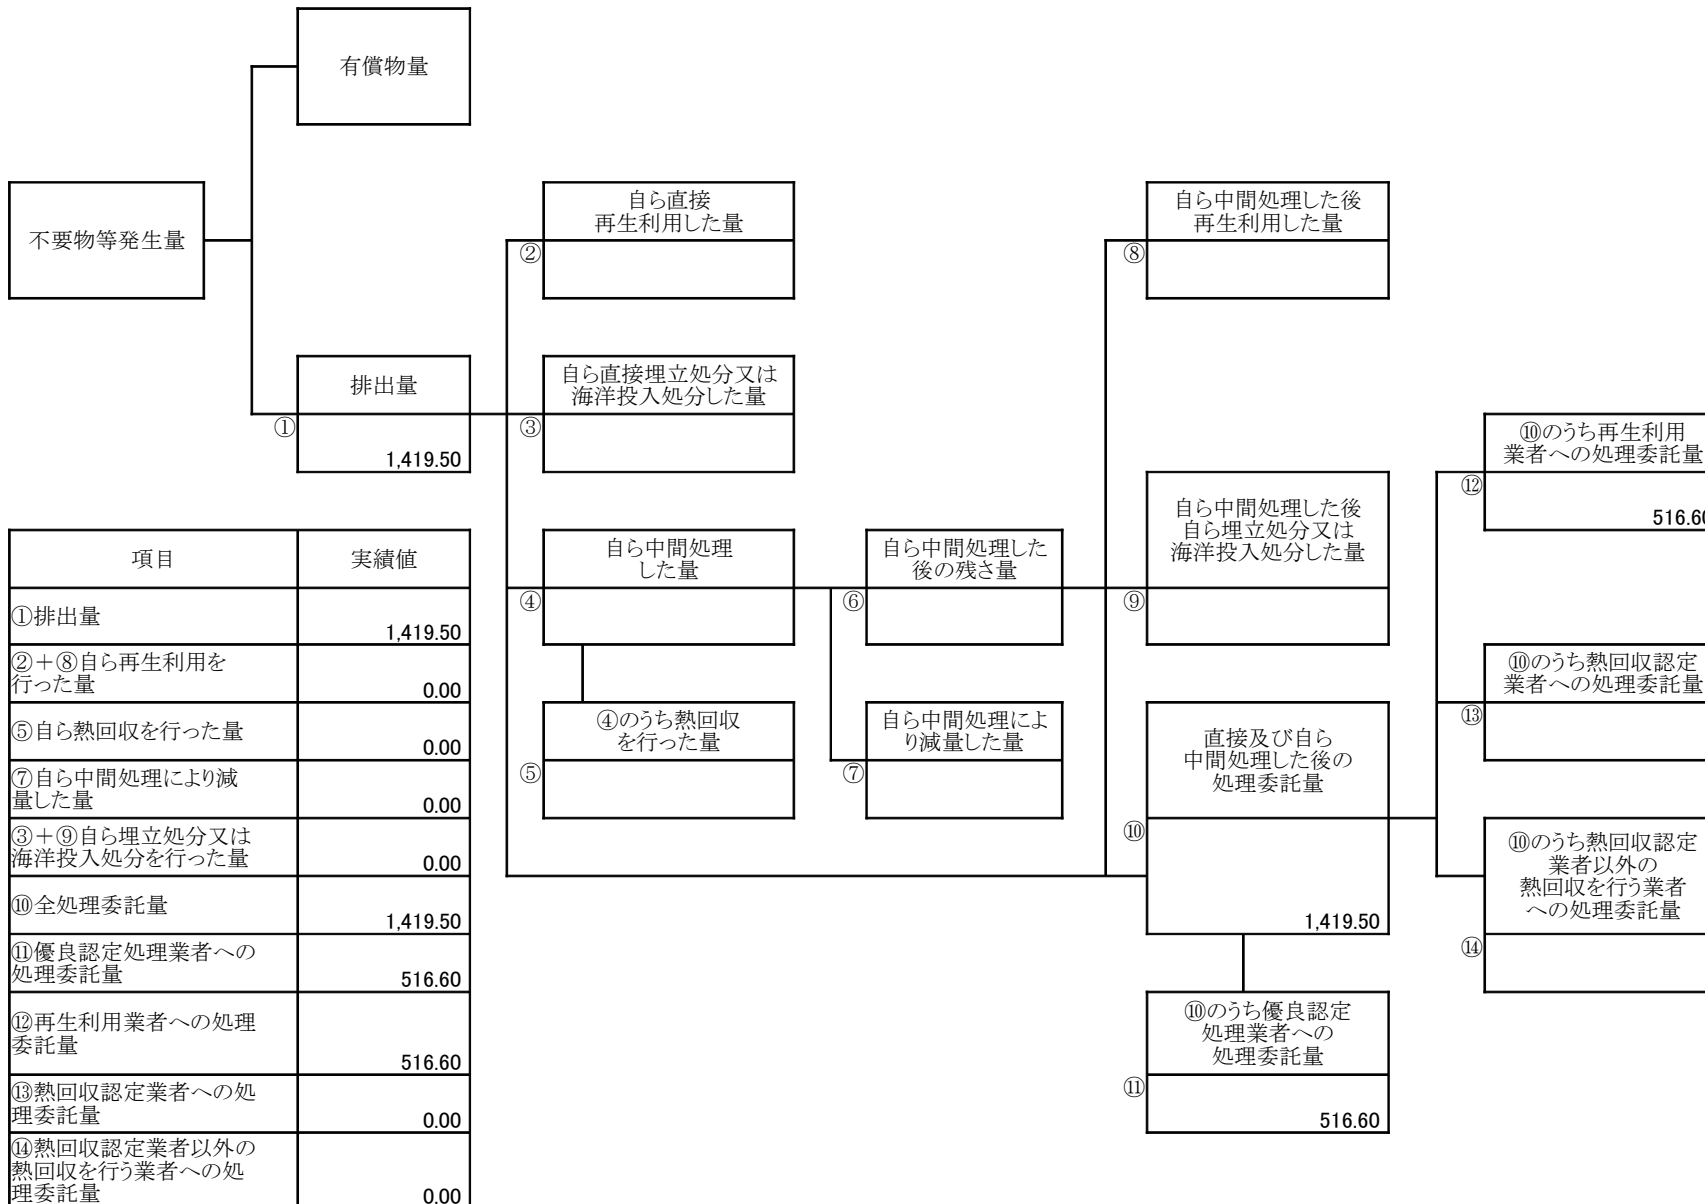 有償物量
不要物等発生量
自ら直接
再生利用した量
②
自ら中間処理した後
再生利用した量
⑧
排出量
①
1,419.50
自ら直接埋立処分又は
海洋投入処分した量
③
⑩のうち再生利用
業者への処理委託量
⑫
516.60
自ら中間処理
した量
④
自ら中間処理した
後の残さ量
⑥
自ら中間処理した後
自ら埋立処分又は
海洋投入処分した量
⑨
⑩のうち熱回収認定
業者への処理委託量
⑬
④のうち熱回収
を行った量
⑤
自ら中間処理によ
り減量した量
⑦
直接及び自ら
中間処理した後の
処理委託量
⑩
1,419.50
⑩のうち熱回収認定
業者以外の
熱回収を行う業者
への処理委託量
⑭
⑩のうち優良認定
処理業者への
処理委託量
⑪
516.60
項目
実績値
①排出量
1,419.50
②+⑧自ら再生利用を
行った量
0.00
⑤自ら熱回収を行った量
0.00
⑦自ら中間処理により減
量した量
0.00
③+⑨自ら埋立処分又は
海洋投入処分を行った量
0.00
⑩全処理委託量
1,419.50
⑪優良認定処理業者への
処理委託量
516.60
⑫再生利用業者への処理
委託量
516.60
⑬熱回収認定業者への処
理委託量
0.00
⑭熱回収認定業者以外の
熱回収を行う業者への処
理委託量
0.00